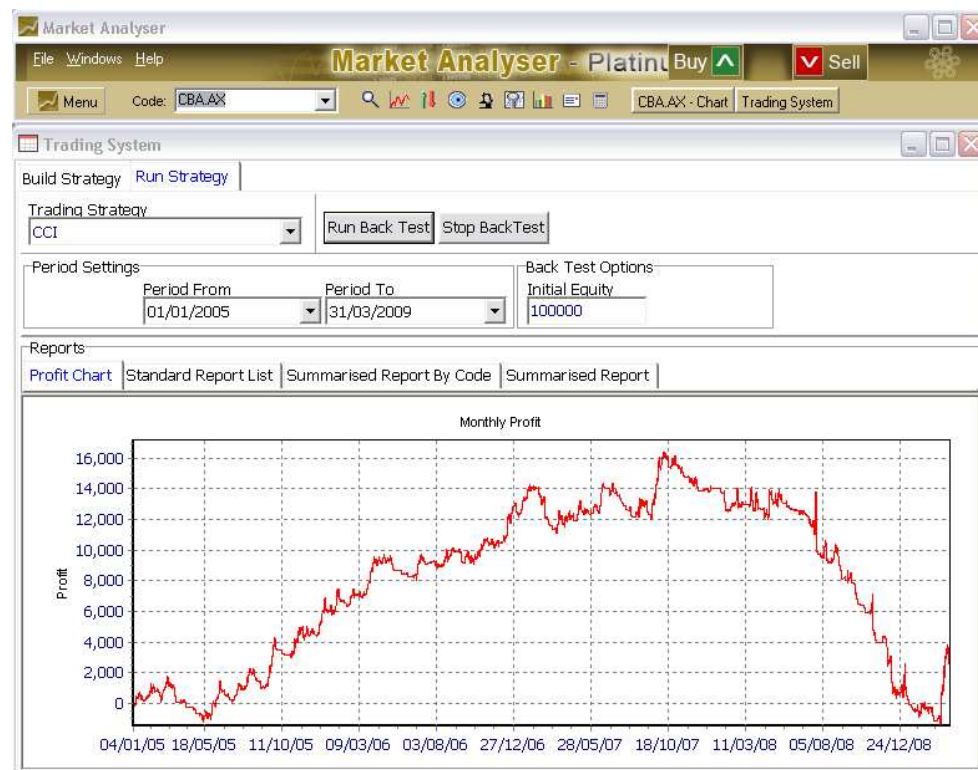 Market Analyser
File Windows Help
Market Analyser - Platinu
Buy
Sell
Menu
Code: CBA.AX
CBA.AX - Chart
Trading System
Trading System
Build Strategy
Run Strategy
Trading Strategy
CCI
Run Back Test
Stop BackTest
Period Settings
Period From
Period To
01/01/2005
31/03/2009
Back Test Options
Initial Equity
100000
Reports
Profit Chart
Standard Report List
Summarised Report By Code
Summarised Report
Monthly Profit
16,000
14,000
12,000
10,000
8,000
6,000
4,000
2,000
0
Profit
04/01/05 18/05/05 11/10/05 09/03/06 03/08/06 27/12/06 28/05/07 18/10/07 11/03/08 05/08/08 24/12/08